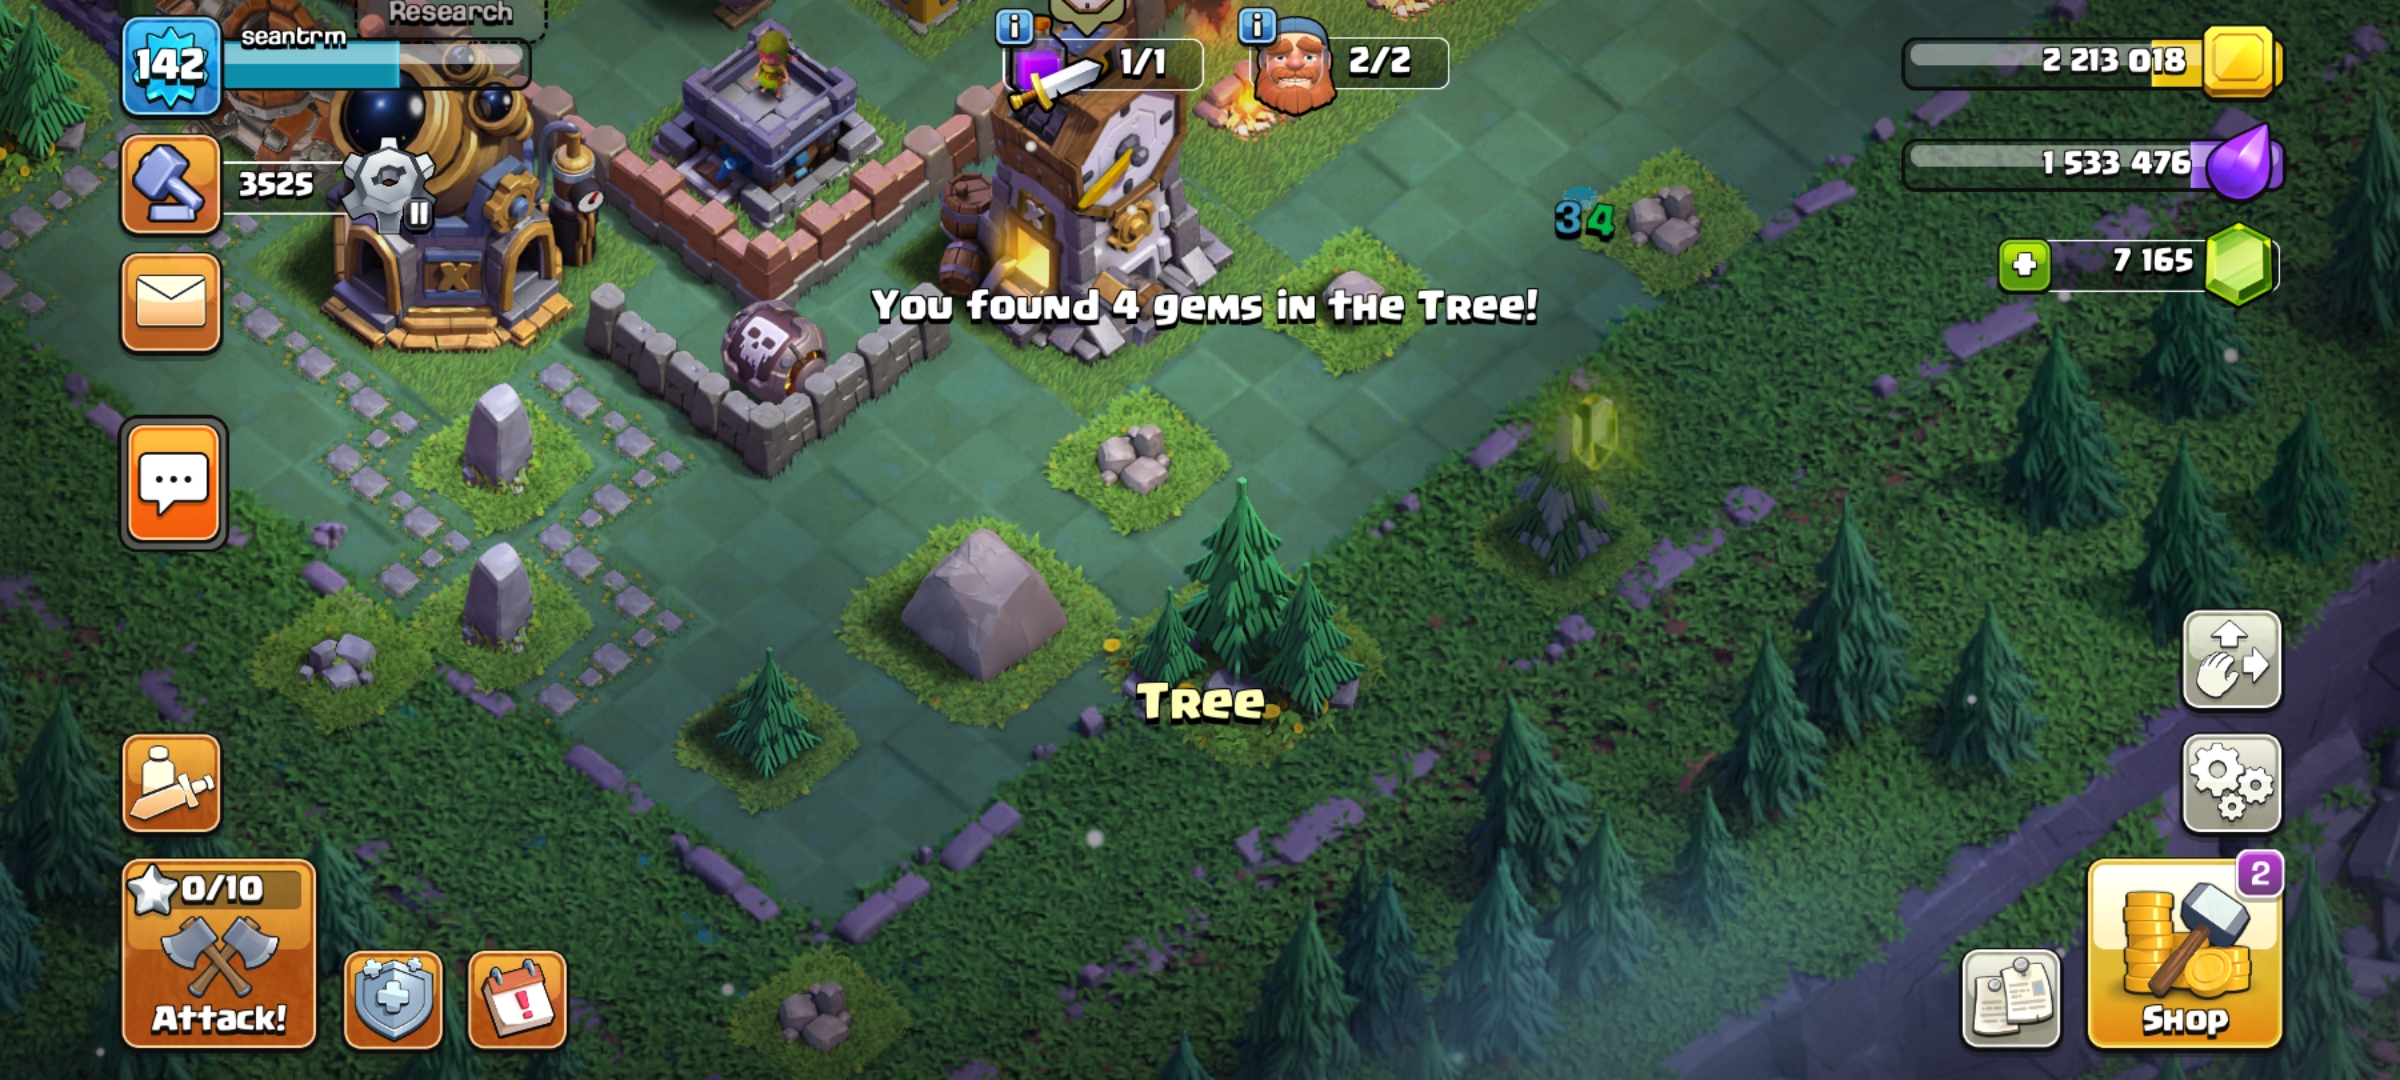 Research
142
seantrm
1/1
2/2
2 213 018
3525
1 533 476
34
7 165
You found 4 gems in the Tree!
Tree
0/10
Attack!
2
Shop